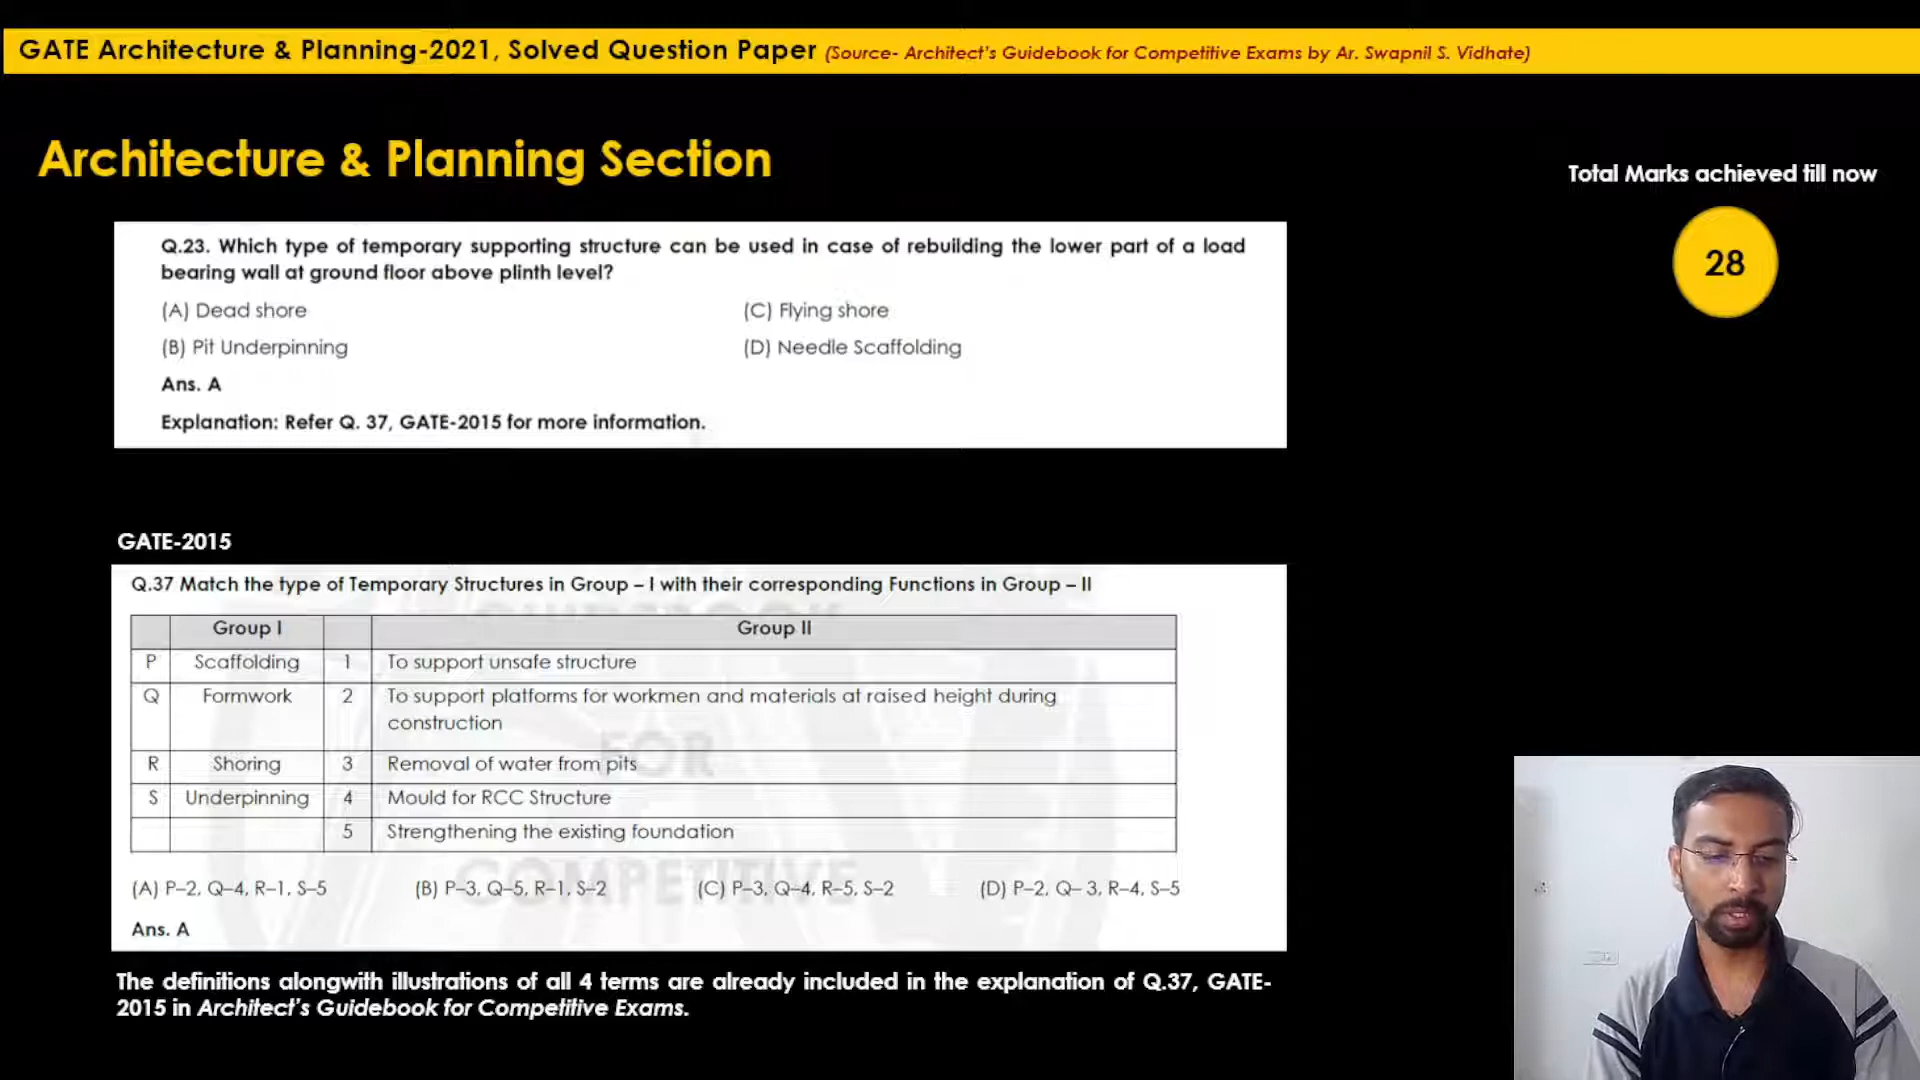 GATE Architecture & Planning-2021, Solved Question Paper (Source- Architect's Guidebook for Competitive Exams by Ar. Swapnil S. Vidhate)
Architecture & Planning Section
Total Marks achieved till now
28
Q.23. Which type of temporary supporting structure can be used in case of rebuilding the lower part of a load
bearing wall at ground floor above plinth level?
(A) Dead shore (C) Flying shore
(B) Pit Underpinning (D) Needle Scaffolding
Ans. A
Explanation: Refer Q. 37, GATE-2015 for more information.
GATE-2015
Q.37 Match the type of Temporary Structures in Group – I with their corresponding Functions in Group – II
Group I Group II
P Scaffolding 1 To support unsafe structure
Q Formwork 2 To support platforms for workmen and materials at raised height during
construction
R Shoring 3 Removal of water from pits
S Underpinning 4 Mould for RCC Structure
5 Strengthening the existing foundation
(A) P–2, Q–4, R–1, S–5 (B) P–3, Q–5, R–1, S–2 (C) P–3, Q–4, R–5, S–2 (D) P–2, Q– 3, R–4, S–5
Ans. A
GUIDEBOOK
FOR
COMPETITIVE
The definitions alongwith illustrations of all 4 terms are already included in the explanation of Q.37, GATE-
2015 in Architect's Guidebook for Competitive Exams.